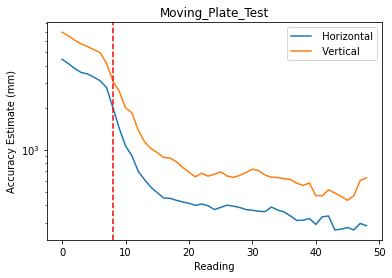 Moving_Plate_Test
Horizontal
Vertical
Accuracy Estimate (mm)
10³
0
10
20
30
40
50
Reading